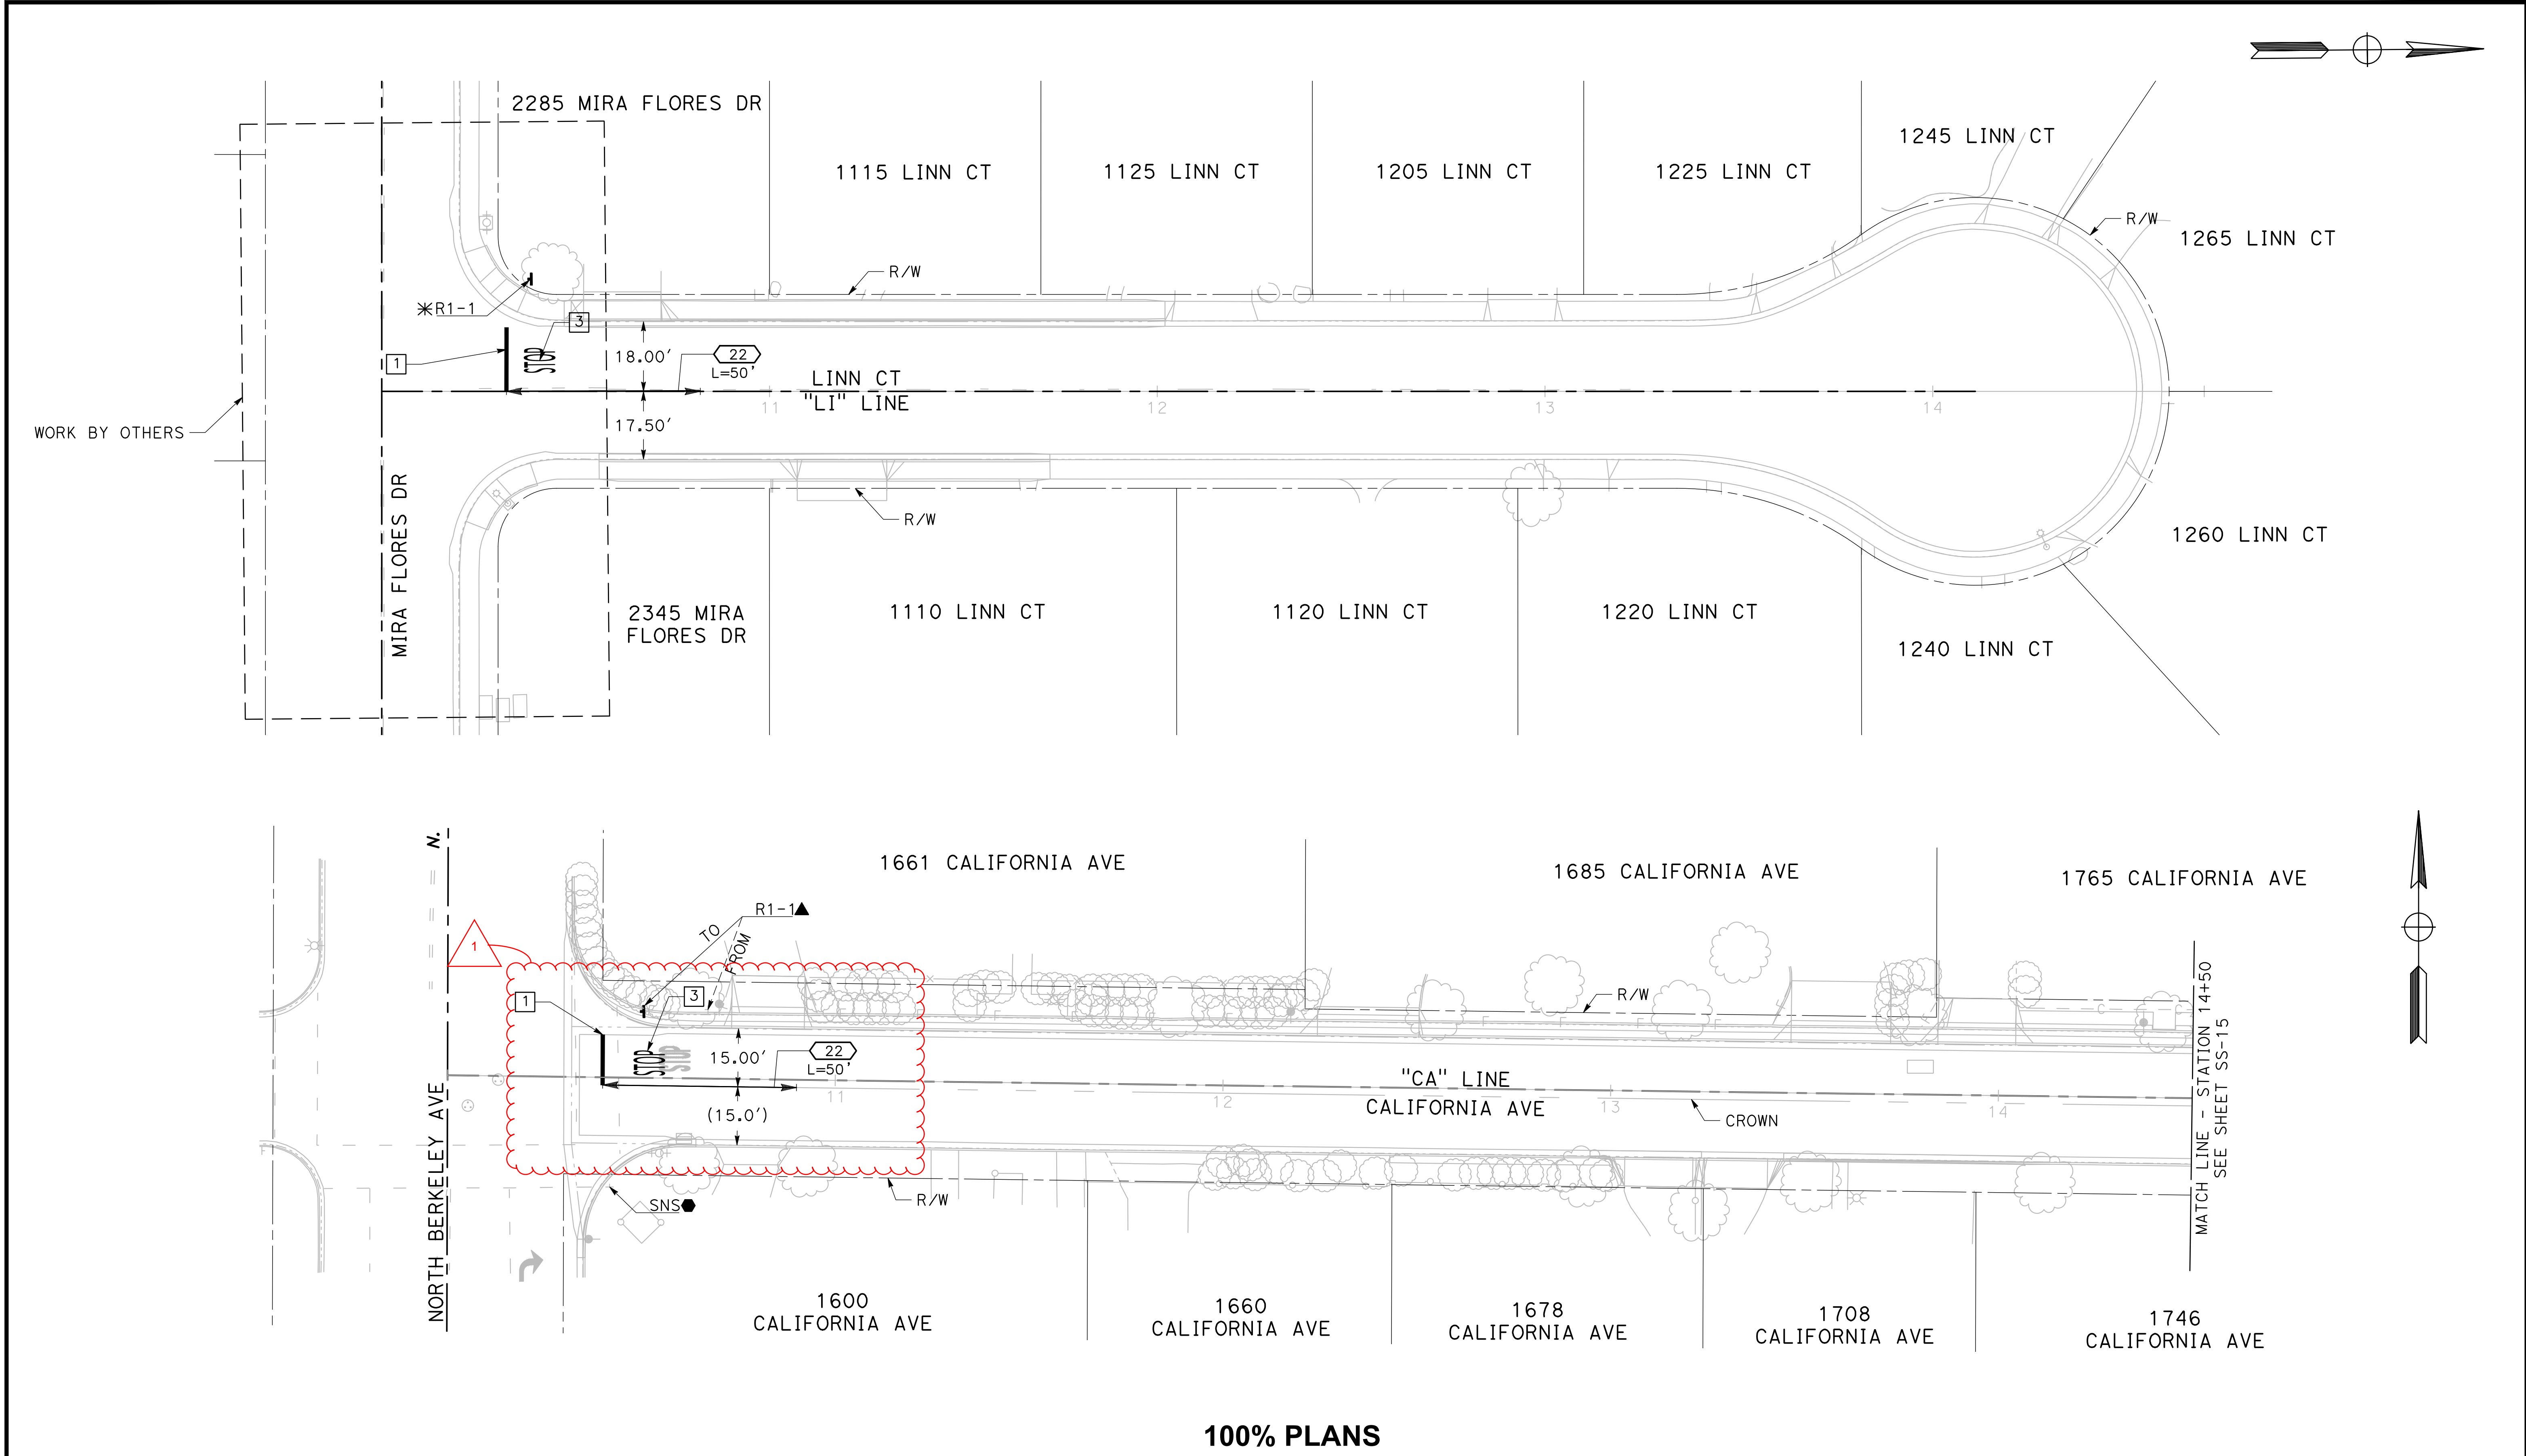 2285 MIRA FLORES DR
1115 LINN CT
1125 LINN CT
1205 LINN CT
1225 LINN CT
1245 LINN CT
R/W
1265 LINN CT
R/W
R1-1
3
STOP
1
18.00'
22
L=50'
LINN CT
"LI" LINE
11
12
13
14
17.50'
WORK BY OTHERS
MIRA FLORES DR
R/W
1260 LINN CT
2345 MIRA
FLORES DR
1110 LINN CT
1120 LINN CT
1220 LINN CT
1240 LINN CT
N.
1661 CALIFORNIA AVE
1685 CALIFORNIA AVE
1765 CALIFORNIA AVE
R1-1
TO
FROM
1
1
3
R/W
STOP
STOP
15.00'
22
L=50'
(15.0')
11
12
13
14
"CA" LINE
CALIFORNIA AVE
CROWN
MATCH LINE - STATION 14+50
SEE SHEET SS-15
NORTH BERKELEY AVE
SNS
R/W
1600
CALIFORNIA AVE
1660
CALIFORNIA AVE
1678
CALIFORNIA AVE
1708
CALIFORNIA AVE
1746
CALIFORNIA AVE
100% PLANS